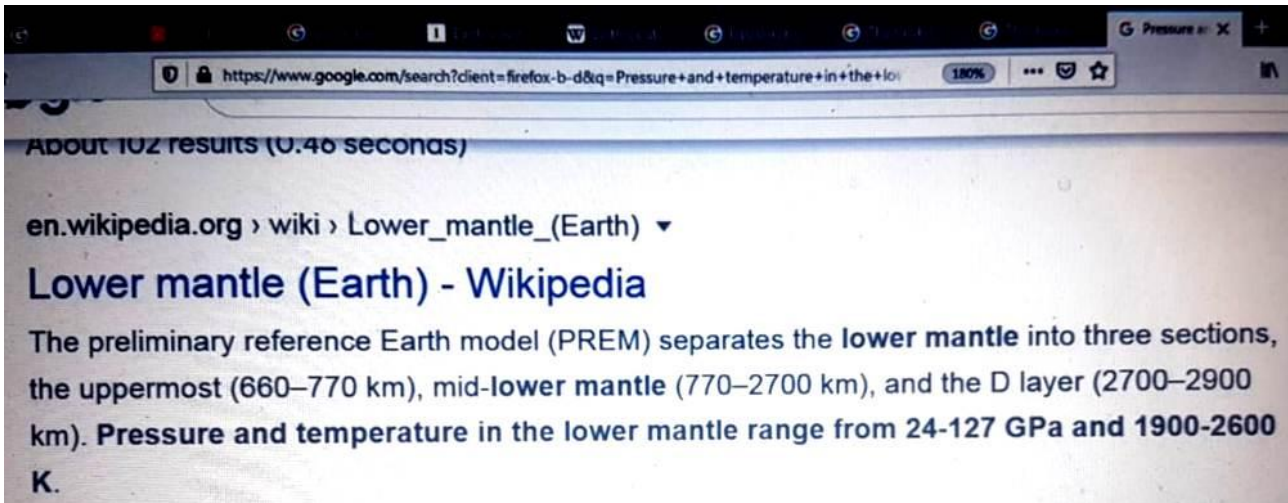 G Pressure a
https://www.google.com/search?client=firefox-b-d&q=Pressure+and+temperature+in+the+lo
180%
About 102 results (0.46 seconds)
en.wikipedia.org › wiki › Lower_mantle_(Earth)
Lower mantle (Earth) - Wikipedia
The preliminary reference Earth model (PREM) separates the lower mantle into three sections,
the uppermost (660–770 km), mid-lower mantle (770–2700 km), and the D layer (2700–2900
km). Pressure and temperature in the lower mantle range from 24-127 GPa and 1900-2600
K.